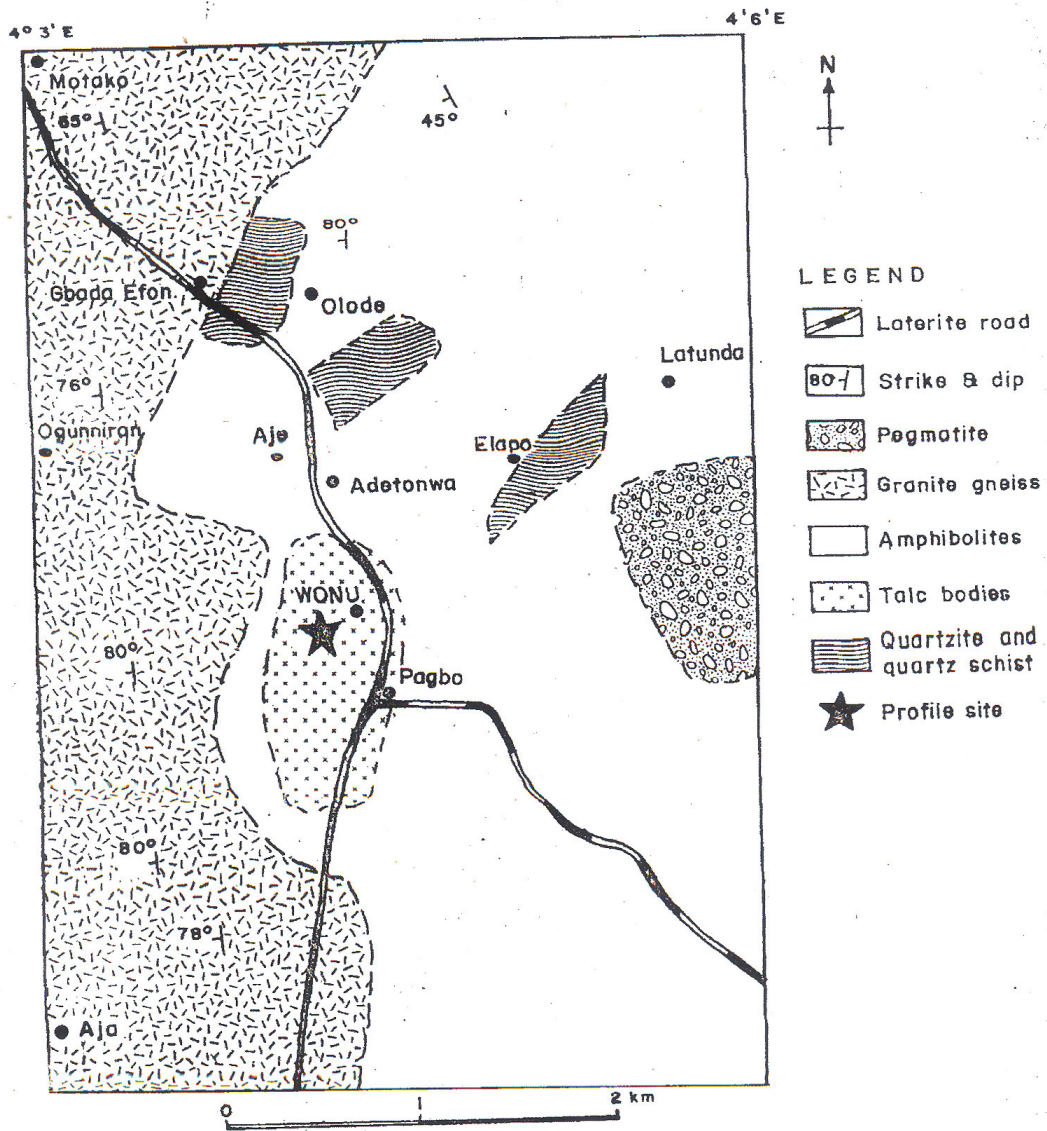 4° 3' E
4' 6' E
N
Motako
65°
45°
80°
Gbada Efon
Olode
Latunda
76°
Ogunniran
Aje
Elapo
Adetonwa
WONU
80°
Pagbo
80°
78°
Aja
0 1 2 km
LEGEND
Laterite road
80 Strike & dip
Pegmatite
Granite gneiss
Amphibolites
Talc bodies
Quartzite and
quartz schist
Profile site